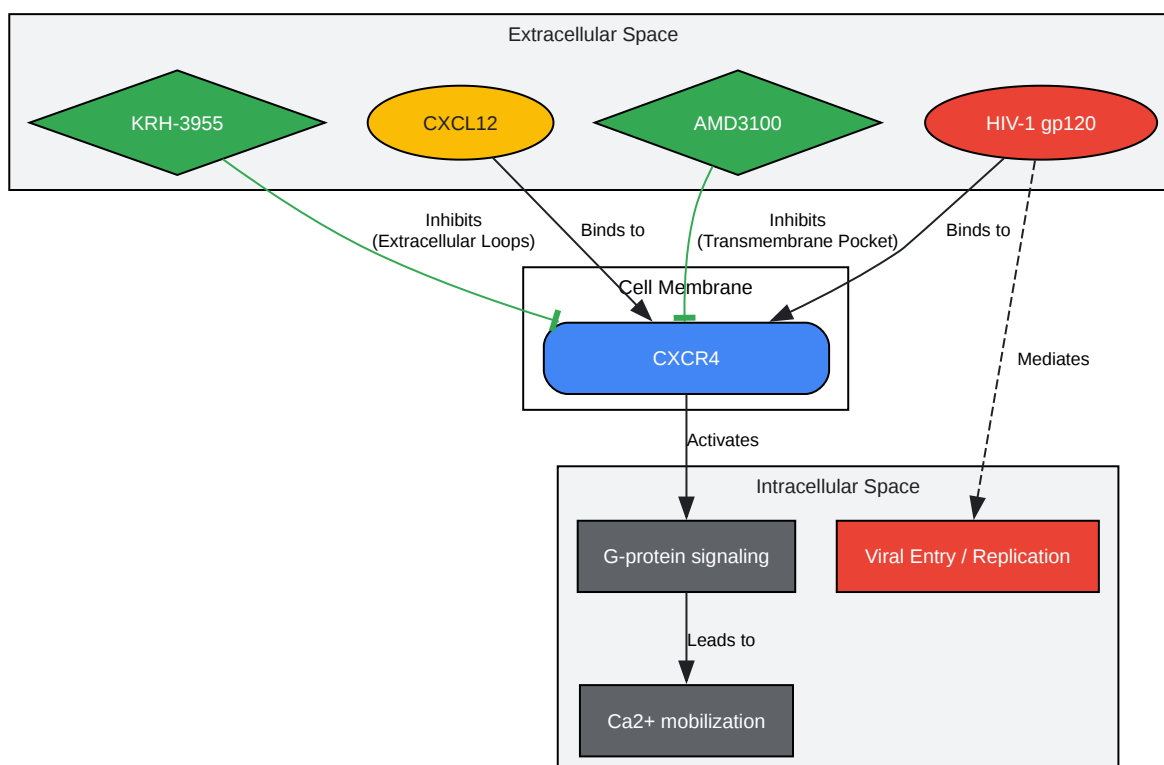 Extracellular Space
KRH-3955
CXCL12
AMD3100
HIV-1 gp120
Inhibits
(Extracellular Loops)
Binds to
Inhibits
(Transmembrane Pocket)
Binds to
Cell Membrane
CXCR4
Mediates
Activates
Intracellular Space
G-protein signaling
Viral Entry / Replication
Leads to
Ca2+ mobilization